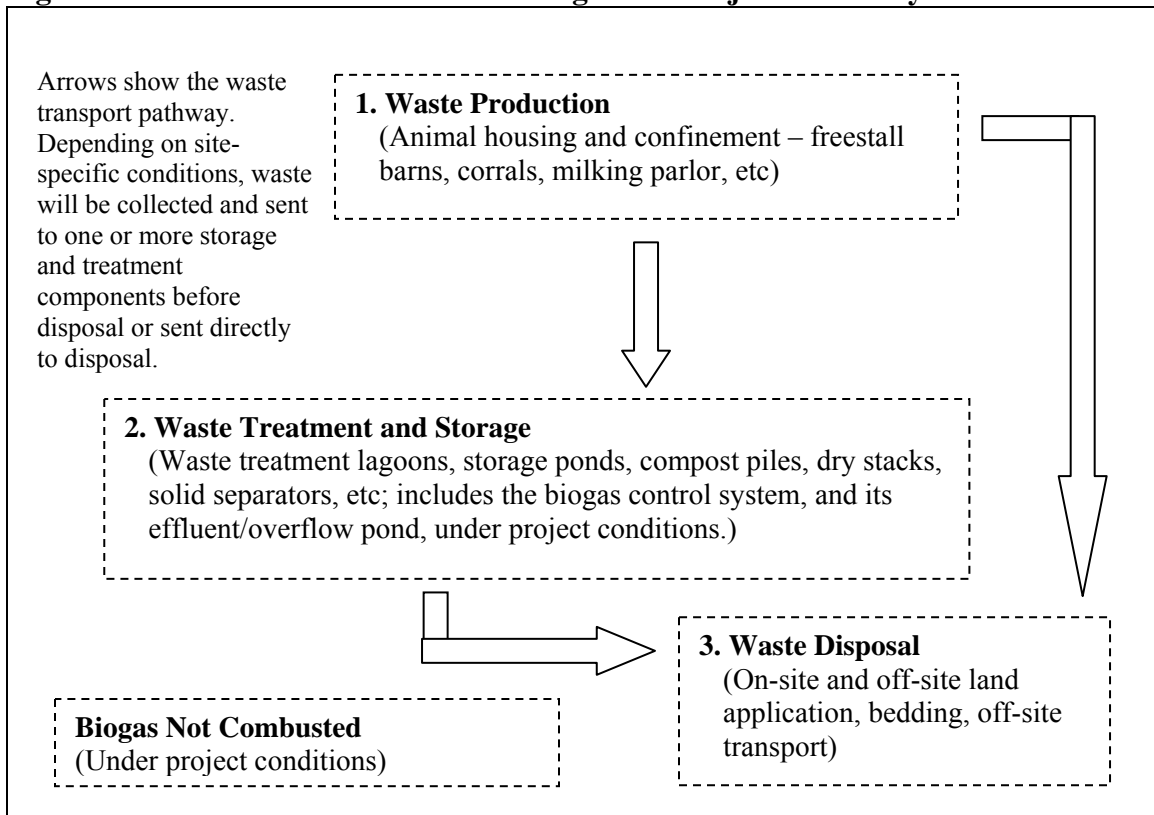 Arrows show the waste
transport pathway.
Depending on site-
specific conditions, waste
will be collected and sent
to one or more storage
and treatment
components before
disposal or sent directly
to disposal.
1. Waste Production
(Animal housing and confinement – freestall
barns, corrals, milking parlor, etc)
2. Waste Treatment and Storage
(Waste treatment lagoons, storage ponds, compost piles, dry stacks,
solid separators, etc; includes the biogas control system, and its
effluent/overflow pond, under project conditions.)
3. Waste Disposal
(On-site and off-site land
application, bedding, off-site
transport)
Biogas Not Combusted
(Under project conditions)